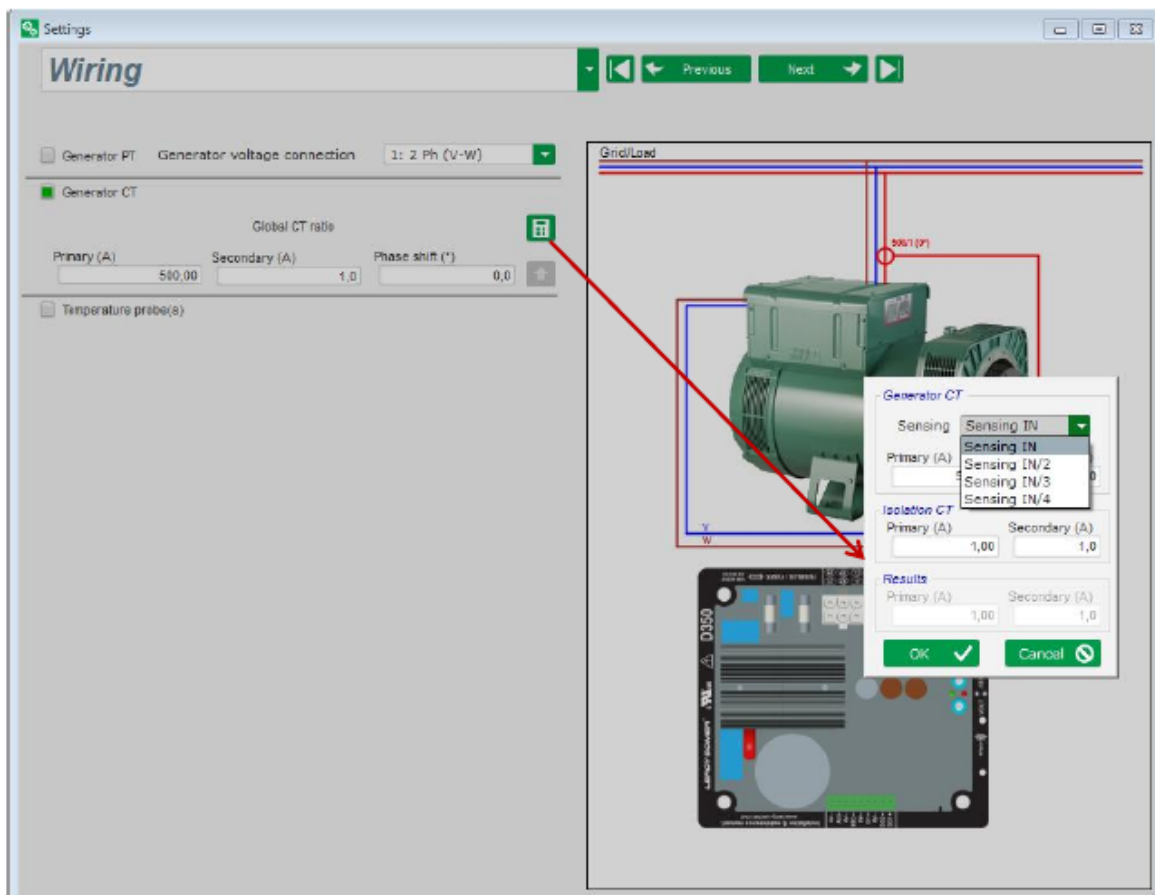 Settings
Wiring
Previous
Next
Generator PT
Generator voltage connection
1: 2 Ph (V-W)
Generator CT
Global CT ratio
Primary (A)
Secondary (A)
Phase shift (°)
500,00
1,0
0,0
Temperature probe(s)
Grid/Load
500/1 (0°)
V
W
Generator CT
Sensing
Sensing IN
Sensing IN
Sensing IN/2
Sensing IN/3
Sensing IN/4
Primary (A)
Isolation CT
Primary (A)
Secondary (A)
1,00
1,0
Results
Primary (A)
Secondary (A)
1,00
1,0
OK
Cancel
D350
LEROY-SOMER